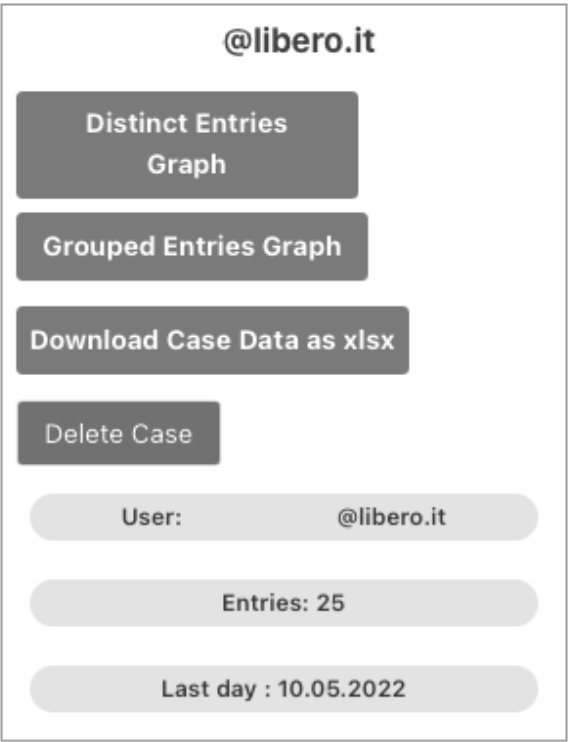 @libero.it
Distinct Entries
Graph
Grouped Entries Graph
Download Case Data as xlsx
Delete Case
User: @libero.it
Entries: 25
Last day : 10.05.2022